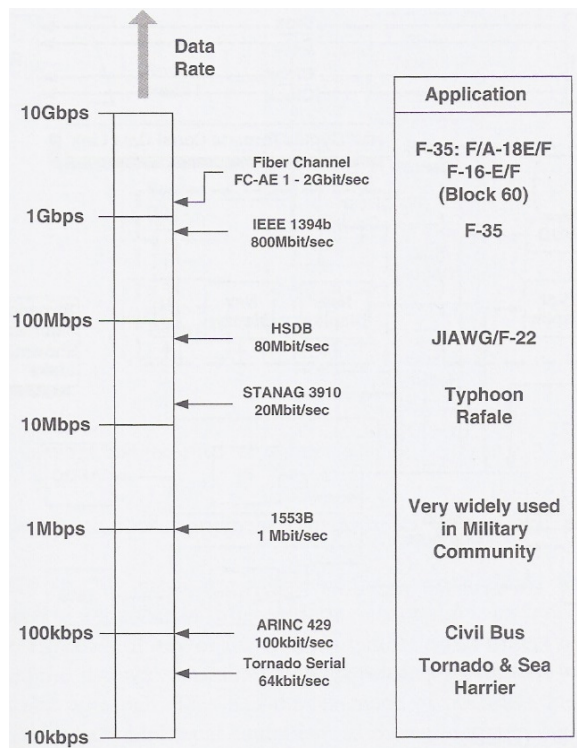 Data
Rate
10Gbps
1Gbps
100Mbps
10Mbps
1Mbps
100kbps
10kbps
Fiber Channel
FC-AE 1 - 2Gbit/sec
IEEE 1394b
800Mbit/sec
HSDB
80Mbit/sec
STANAG 3910
20Mbit/sec
1553B
1 Mbit/sec
ARINC 429
100kbit/sec
Tornado Serial
64kbit/sec
Application
F-35: F/A-18E/F
F-16-E/F
(Block 60)
F-35
JIAWG/F-22
Typhoon
Rafale
Very widely used
in Military
Community
Civil Bus
Tornado & Sea
Harrier